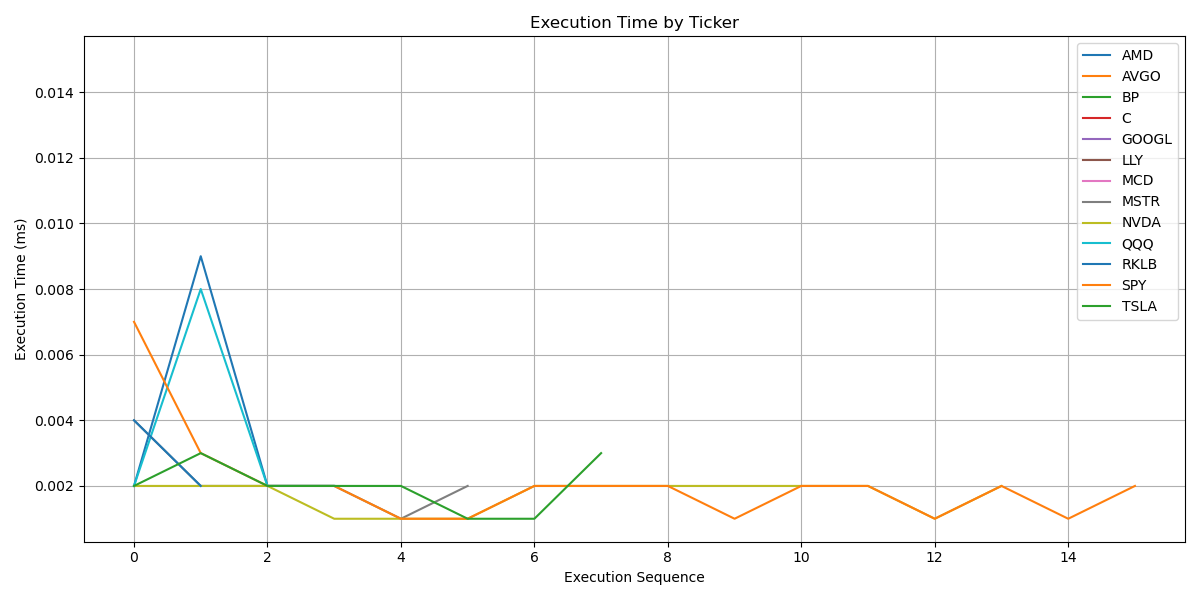 Execution Time by Ticker
Execution Time (ms)
0.014
0.012
0.010
0.008
0.006
0.004
0.002
0 2 4 6 8 10 12 14
Execution Sequence
AMD
AVGO
BP
C
GOOGL
LLY
MCD
MSTR
NVDA
QQQ
RKLB
SPY
TSLA